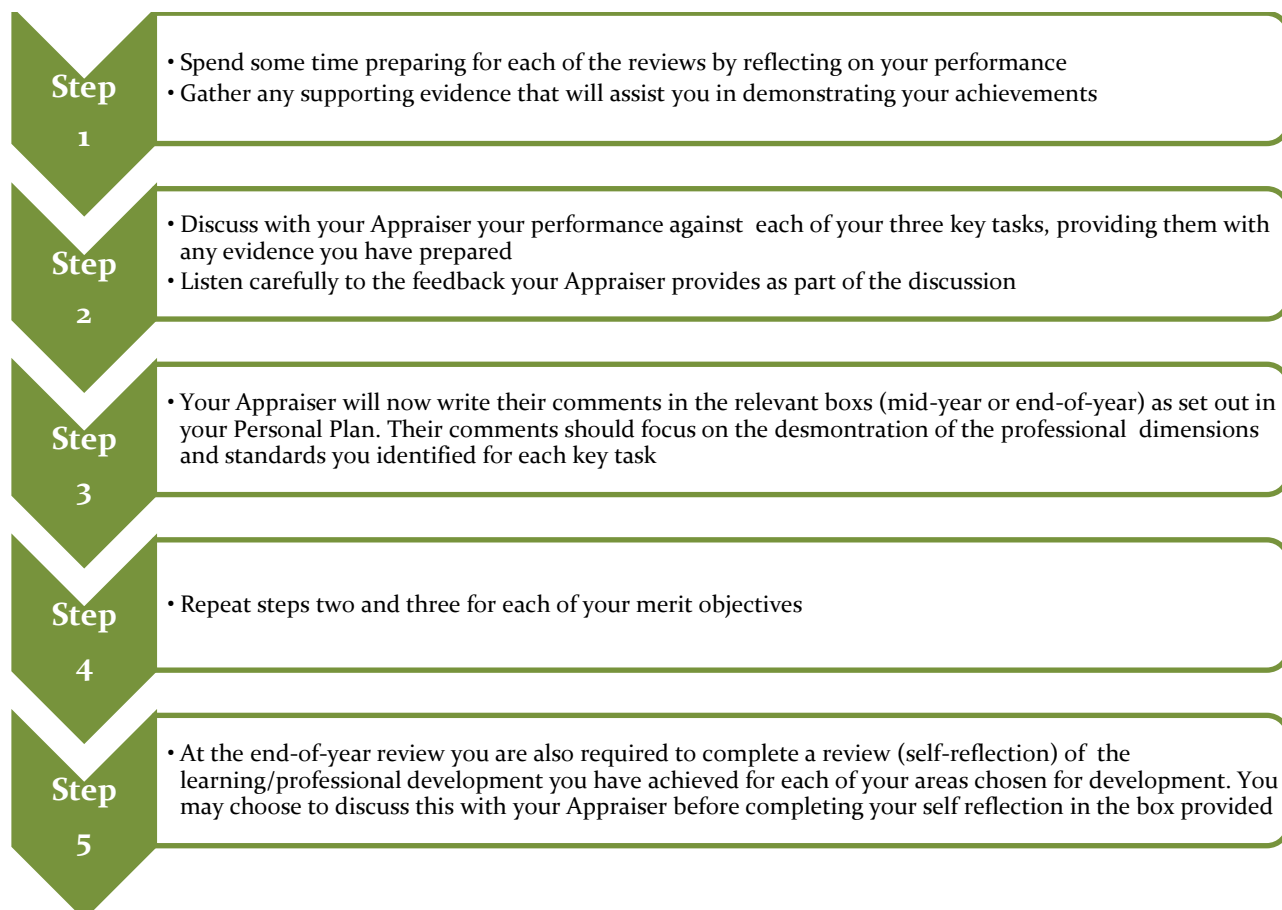 Step
1
• Spend some time preparing for each of the reviews by reflecting on your performance
• Gather any supporting evidence that will assist you in demonstrating your achievements
Step
2
• Discuss with your Appraiser your performance against  each of your three key tasks, providing them with
any evidence you have prepared
• Listen carefully to the feedback your Appraiser provides as part of the discussion
Step
3
• Your Appraiser will now write their comments in the relevant boxs (mid-year or end-of-year) as set out in
your Personal Plan. Their comments should focus on the desmontration of the professional  dimensions
and standards you identified for each key task
Step
4
• Repeat steps two and three for each of your merit objectives
Step
5
• At the end-of-year review you are also required to complete a review (self-reflection) of  the
learning/professional development you have achieved for each of your areas chosen for development. You
may choose to discuss this with your Appraiser before completing your self reflection in the box provided